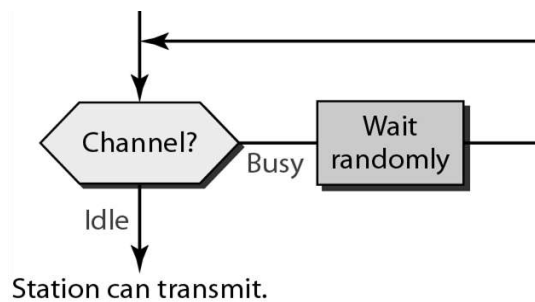 Channel?
Busy
Wait
randomly
Idle
Station can transmit.